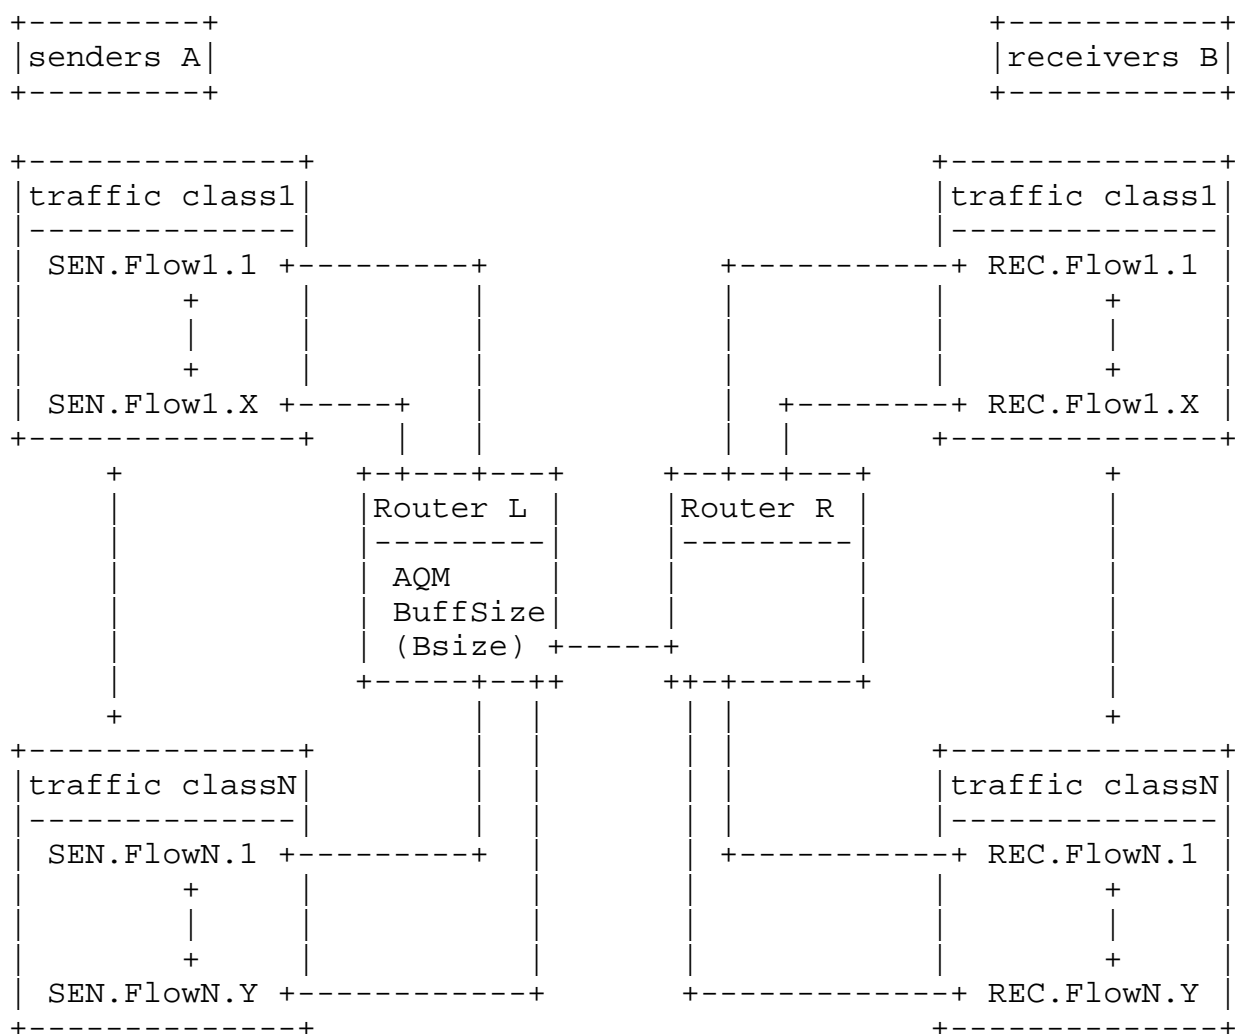 senders A receivers B
traffic class1 traffic class1
SEN.Flow1.1 REC.Flow1.1
SEN.Flow1.X REC.Flow1.X
Router L Router R
AQM
BuffSize
(Bsize)
traffic classN traffic classN
SEN.FlowN.1 REC.FlowN.1
SEN.FlowN.Y REC.FlowN.Y